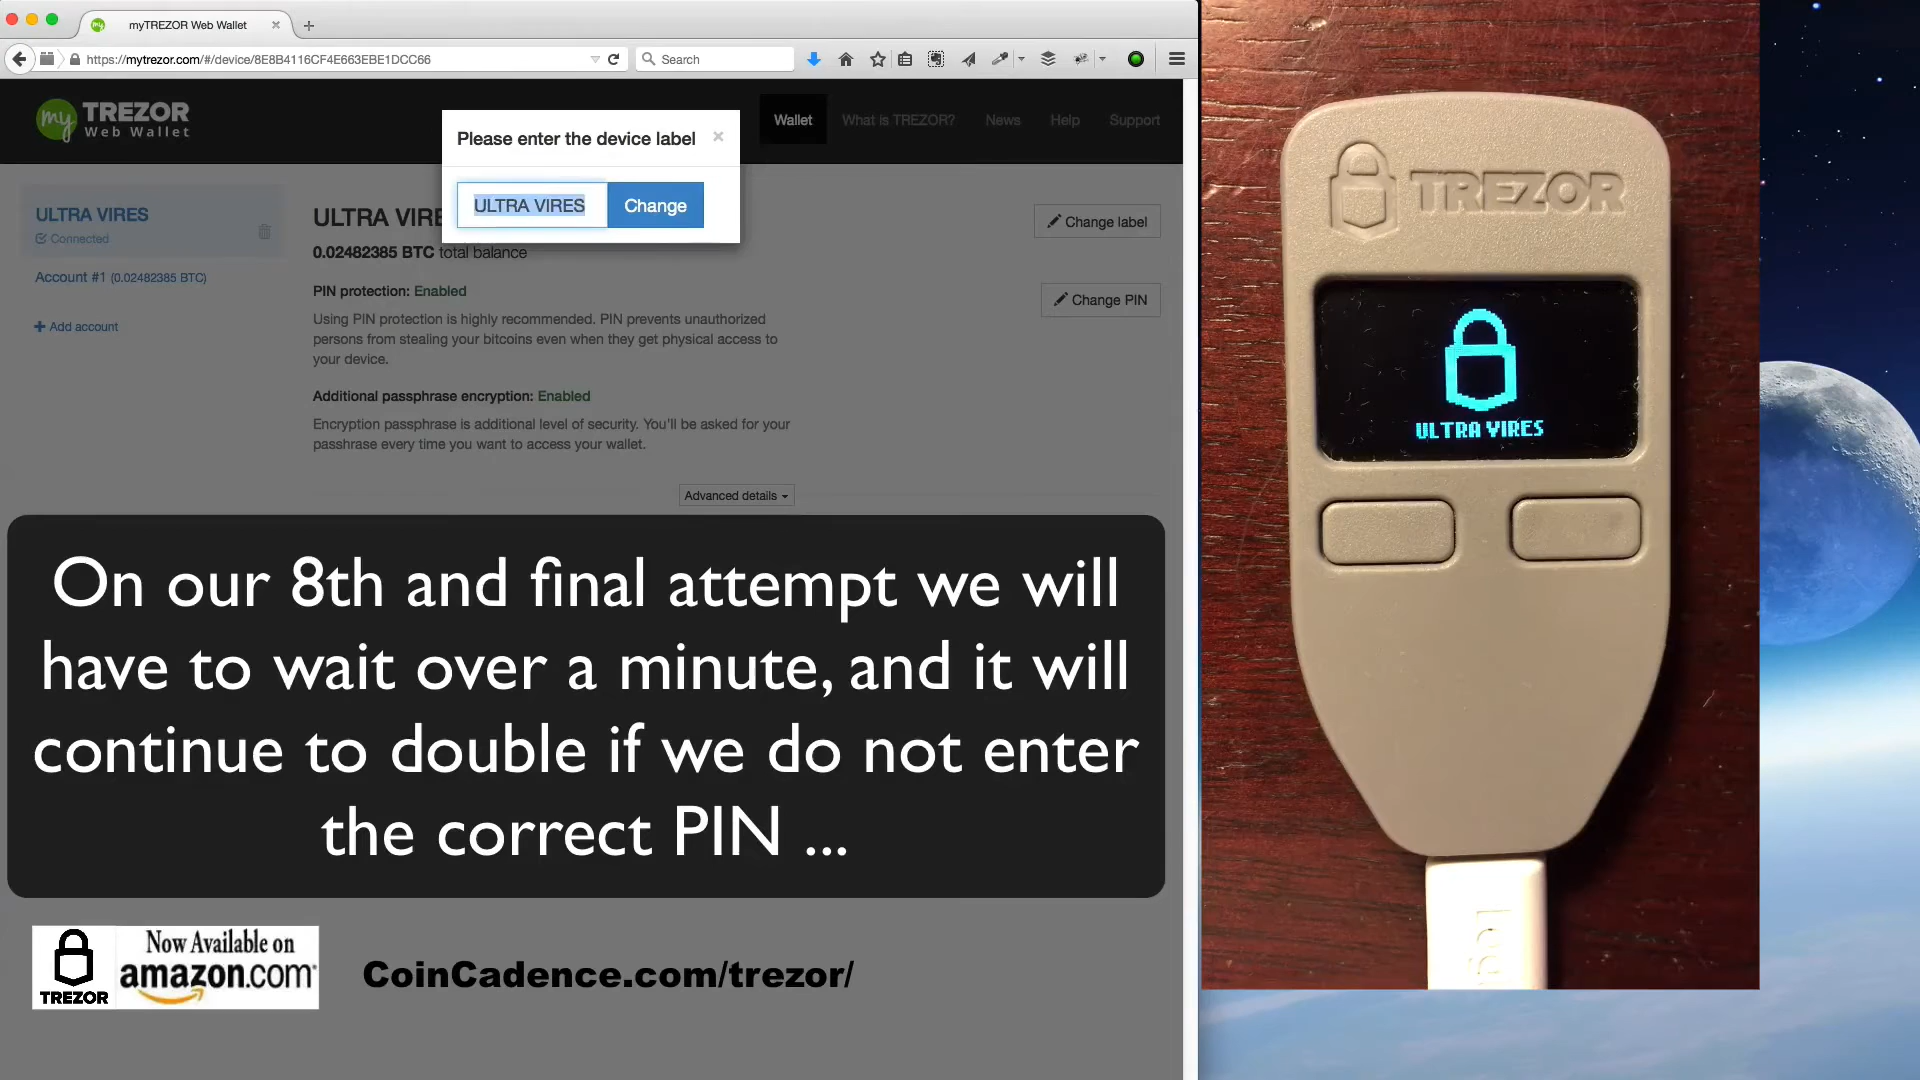 myTREZOR Web Wallet
https://mytrezor.com/#/device/8E8B4116CF4E663EBE1DCC66
Search
my TREZOR
Web Wallet
Wallet
What is TREZOR?
News
Help
Support
Please enter the device label
ULTRA VIRES
Change
ULTRA VIRES
Connected
Account #1 (0.02482385 BTC)
Add account
ULTRA VIRE
0.02482385 BTC total balance
Change label
PIN protection: Enabled
Change PIN
Using PIN protection is highly recommended. PIN prevents unauthorized
persons from stealing your bitcoins even when they get physical access to
your device.
Additional passphrase encryption: Enabled
Encryption passphrase is additional level of security. You'll be asked for your
passhrase every time you want to access your wallet.
Advanced details
On our 8th and final attempt we will
have to wait over a minute, and it will
continue to double if we do not enter
the correct PIN ...
TREZOR
Now Available on
amazon.com
CoinCadence.com/trezor/
TREZOR
ULTRA VIRES